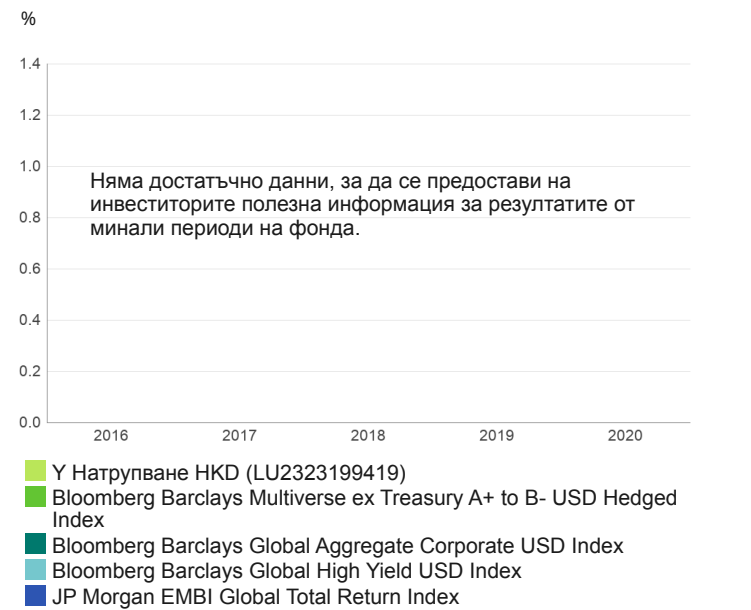 %
1.4
1.2
1.0
Няма достатъчно данни, за да се предостави на
инвеститорите полезна информация за резултатите от
минали периоди на фонда.
0.8
0.6
0.4
0.2
0.0
2016 2017 2018 2019 2020
Y Натрупване HKD (LU2323199419)
Bloomberg Barclays Multiverse ex Treasury A+ to B- USD Hedged
Index
Bloomberg Barclays Global Aggregate Corporate USD Index
Bloomberg Barclays Global High Yield USD Index
JP Morgan EMBI Global Total Return Index